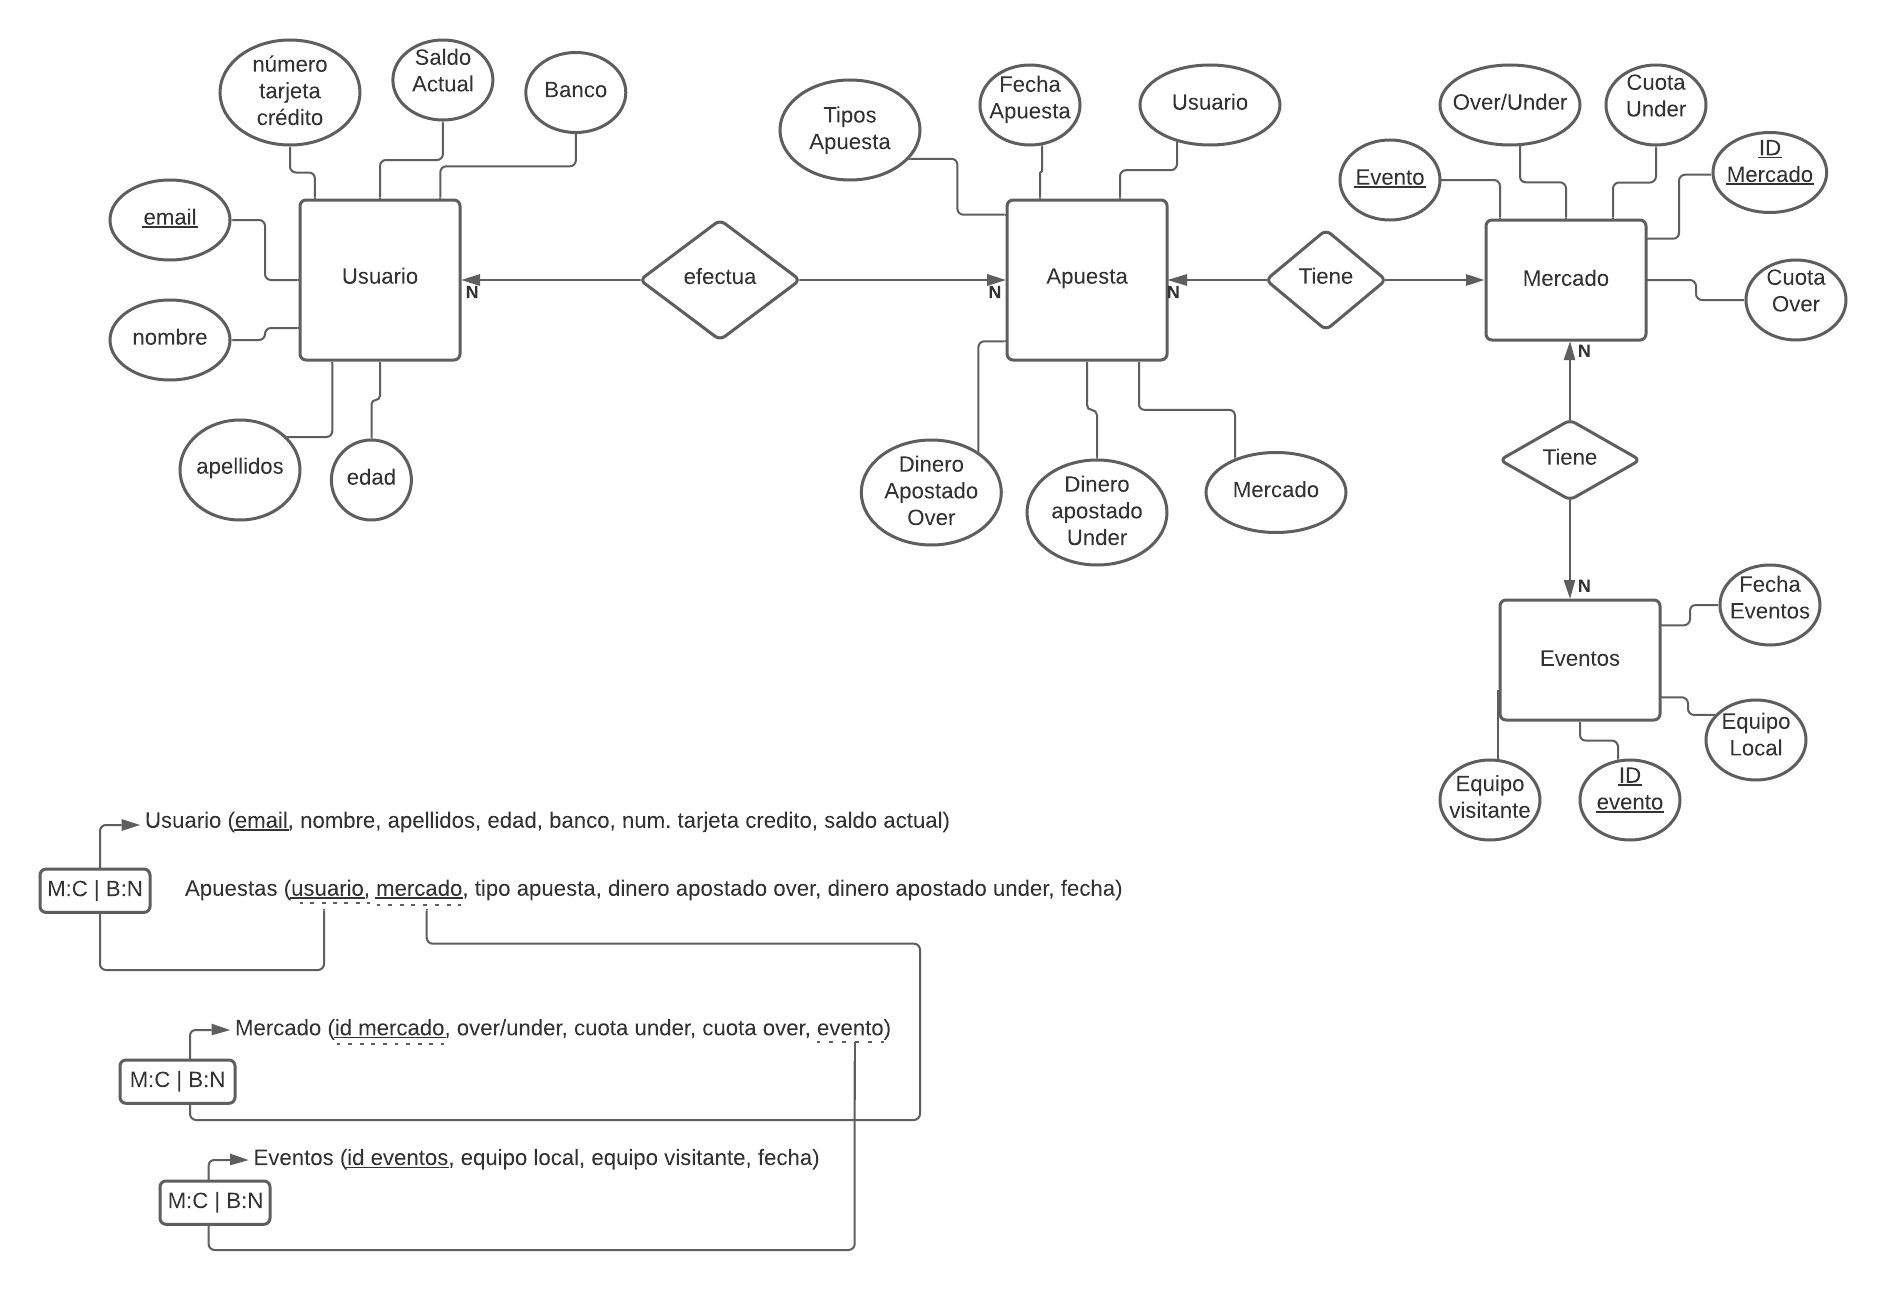 número
tarjeta
crédito
Saldo
Actual
Banco
email
nombre
apellidos
edad
Usuario
N
efectua
N
Tipos
Apuesta
Fecha
Apuesta
Usuario
Apuesta
N
Dinero
Apostado
Over
Dinero
apostado
Under
Mercado
Tiene
Evento
Over/Under
Cuota
Under
ID
Mercado
Cuota
Over
Mercado
N
Tiene
N
Eventos
Fecha
Eventos
Equipo
Local
Equipo
visitante
ID
evento
Usuario (email, nombre, apellidos, edad, banco, num. tarjeta credito, saldo actual)
M:C | B:N
Apuestas (usuario, mercado, tipo apuesta, dinero apostado over, dinero apostado under, fecha)
Mercado (id mercado, over/under, cuota under, cuota over, evento)
M:C | B:N
Eventos (id eventos, equipo local, equipo visitante, fecha)
M:C | B:N